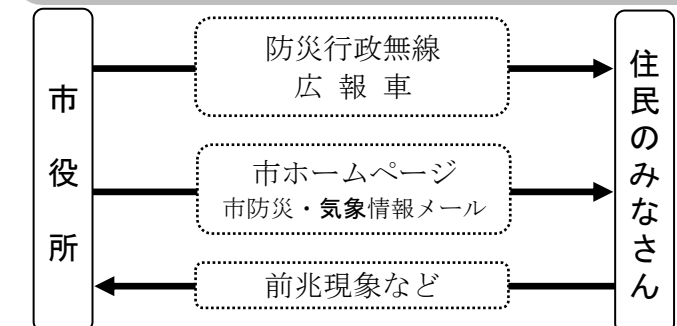 市役所
防災行政無線
広報車
市ホームページ
市防災・気象情報メール
前兆現象など
住民のみなさん